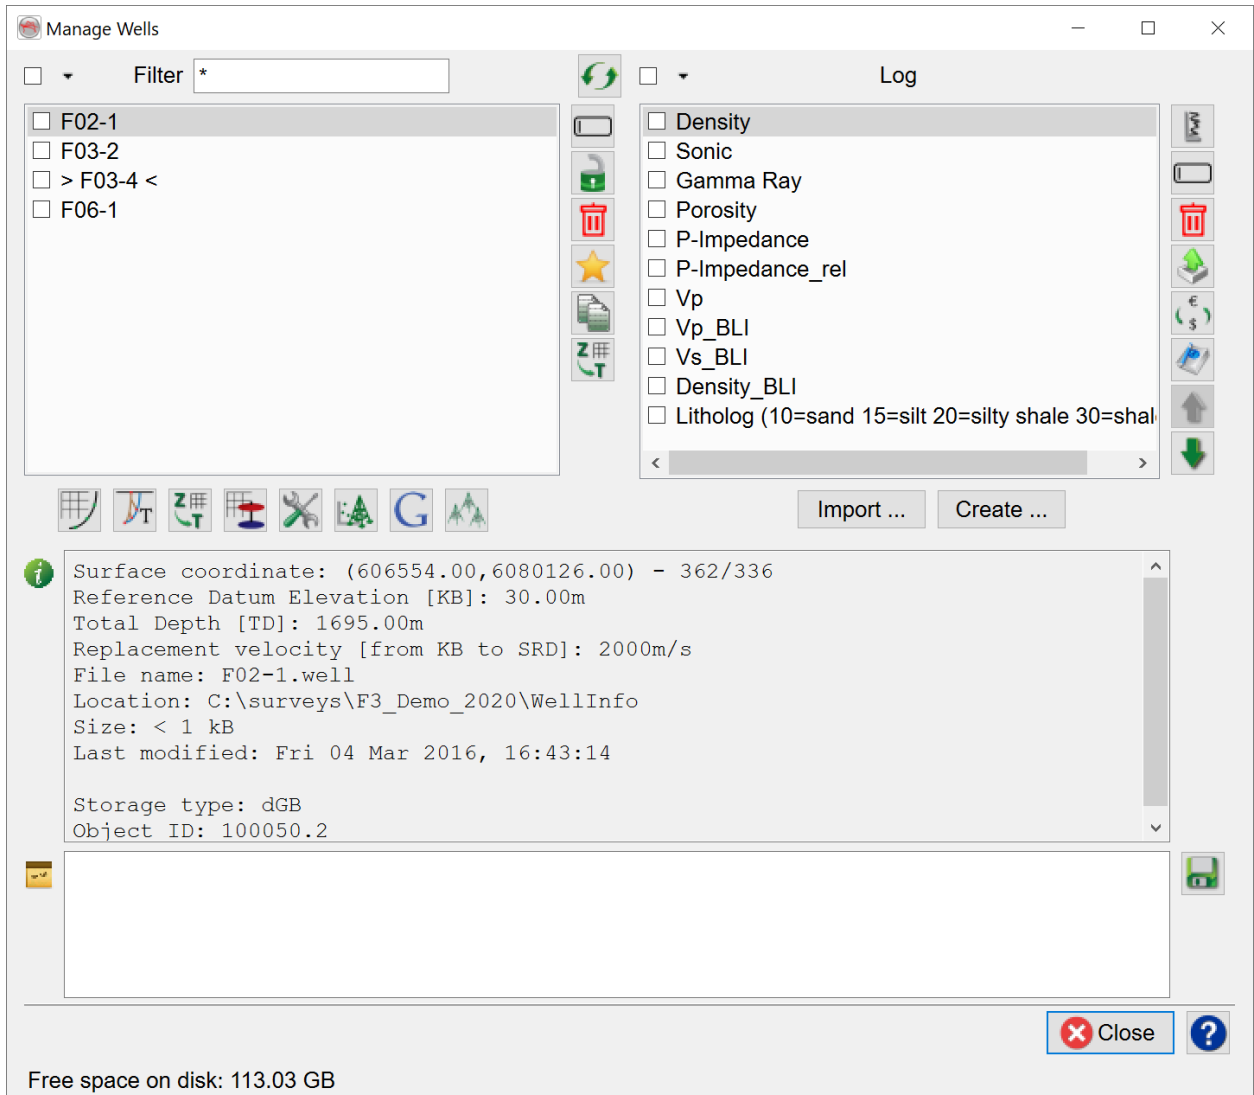 Manage Wells
Filter *
Log
F02-1
F03-2
> F03-4 <
F06-1
Density
Sonic
Gamma Ray
Porosity
P-Impedance
P-Impedance_rel
Vp
Vp_BLI
Vs_BLI
Density_BLI
Litholog (10=sand 15=silt 20=silty shale 30=shal
€
$
Z
T
T
Z
T
G
Import ...
Create ...
i
Surface coordinate: (606554.00,6080126.00) - 362/336
Reference Datum Elevation [KB]: 30.00m
Total Depth [TD]: 1695.00m
Replacement velocity [from KB to SRD]: 2000m/s
File name: F02-1.well
Location: C:\surveys\F3_Demo_2020\WellInfo
Size: < 1 kB
Last modified: Fri 04 Mar 2016, 16:43:14
Storage type: dGB
Object ID: 100050.2
Close
?
Free space on disk: 113.03 GB